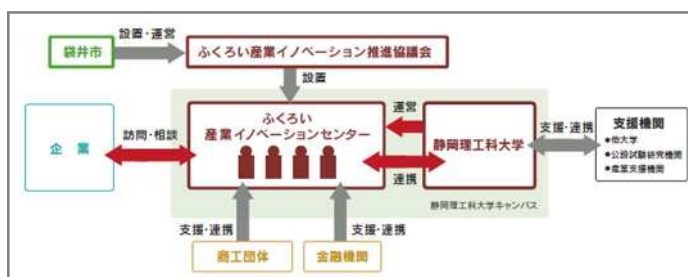 袋井市
設置・運営
ふくろい産業イノベーション推進協議会
設置
企業
訪問・相談
ふくろい
産業イノベーションセンター
運営
連携
静岡理工科大学
支援・連携
支援機関
●他大学
●公設試験研究機関
●産業支援機関
静岡理工科大学キャンパス
支援・連携
支援・連携
商工団体
金融機関